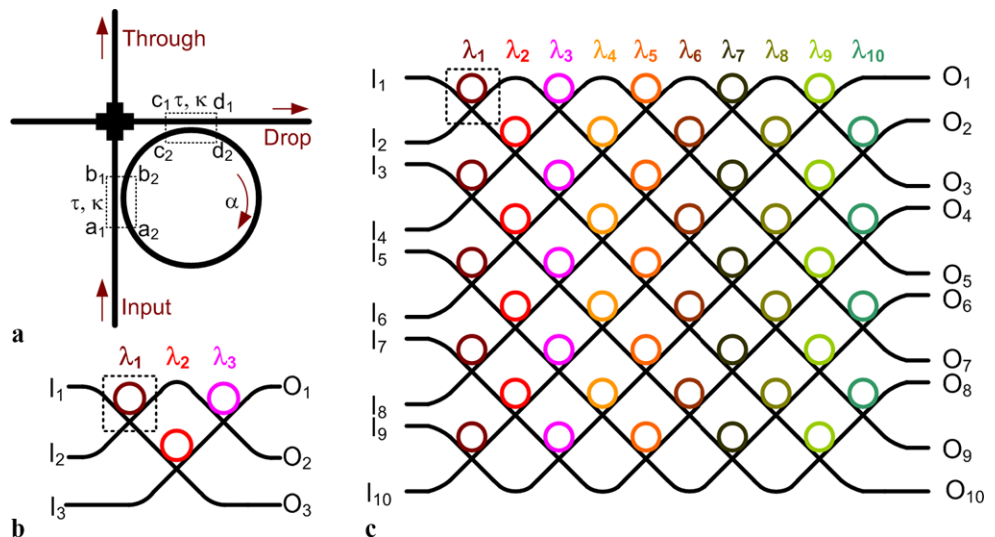 a
Through
c₁ τ, κ d₁
Drop
c₂ d₂
b₁ b₂
τ, κ
α
a₁ a₂
Input
b
λ₁ λ₂ λ₃
I₁ O₁
I₂ O₂
I₃ O₃
c
λ₁ λ₂ λ₃ λ₄ λ₅ λ₆ λ₇ λ₈ λ₉ λ₁₀
I₁ O₁
I₂ O₂
I₃ O₃
I₄ O₄
I₅ O₅
I₆ O₆
I₇ O₇
I₈ O₈
I₉ O₉
I₁₀ O₁₀